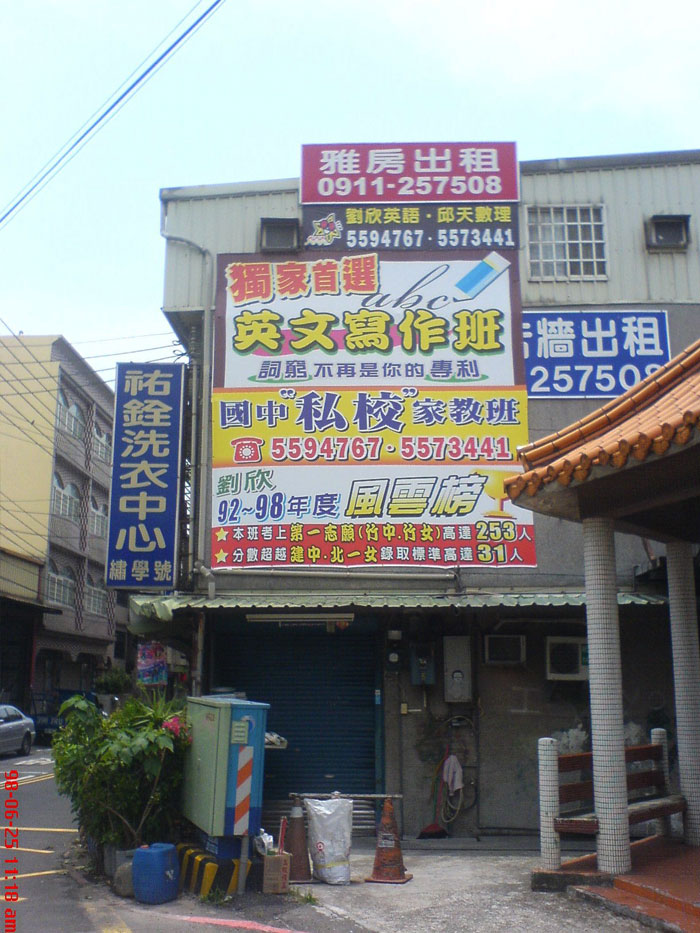 雅房出租
0911-257508
劉欣英語·邱天數理
5594767·5573441
獨家首選
abc
英文寫作班
詞窮不再是你的專利
國中"私校"家教班
5594767·5573441
劉欣
92~98年度風雲榜
★本班考上第一志願(竹中.竹女)高達253人
★分數超越建中.北一女錄取標準高達31人
牆出租
257508
祐銓洗衣中心
繡學號
98-06-25 11:18 am